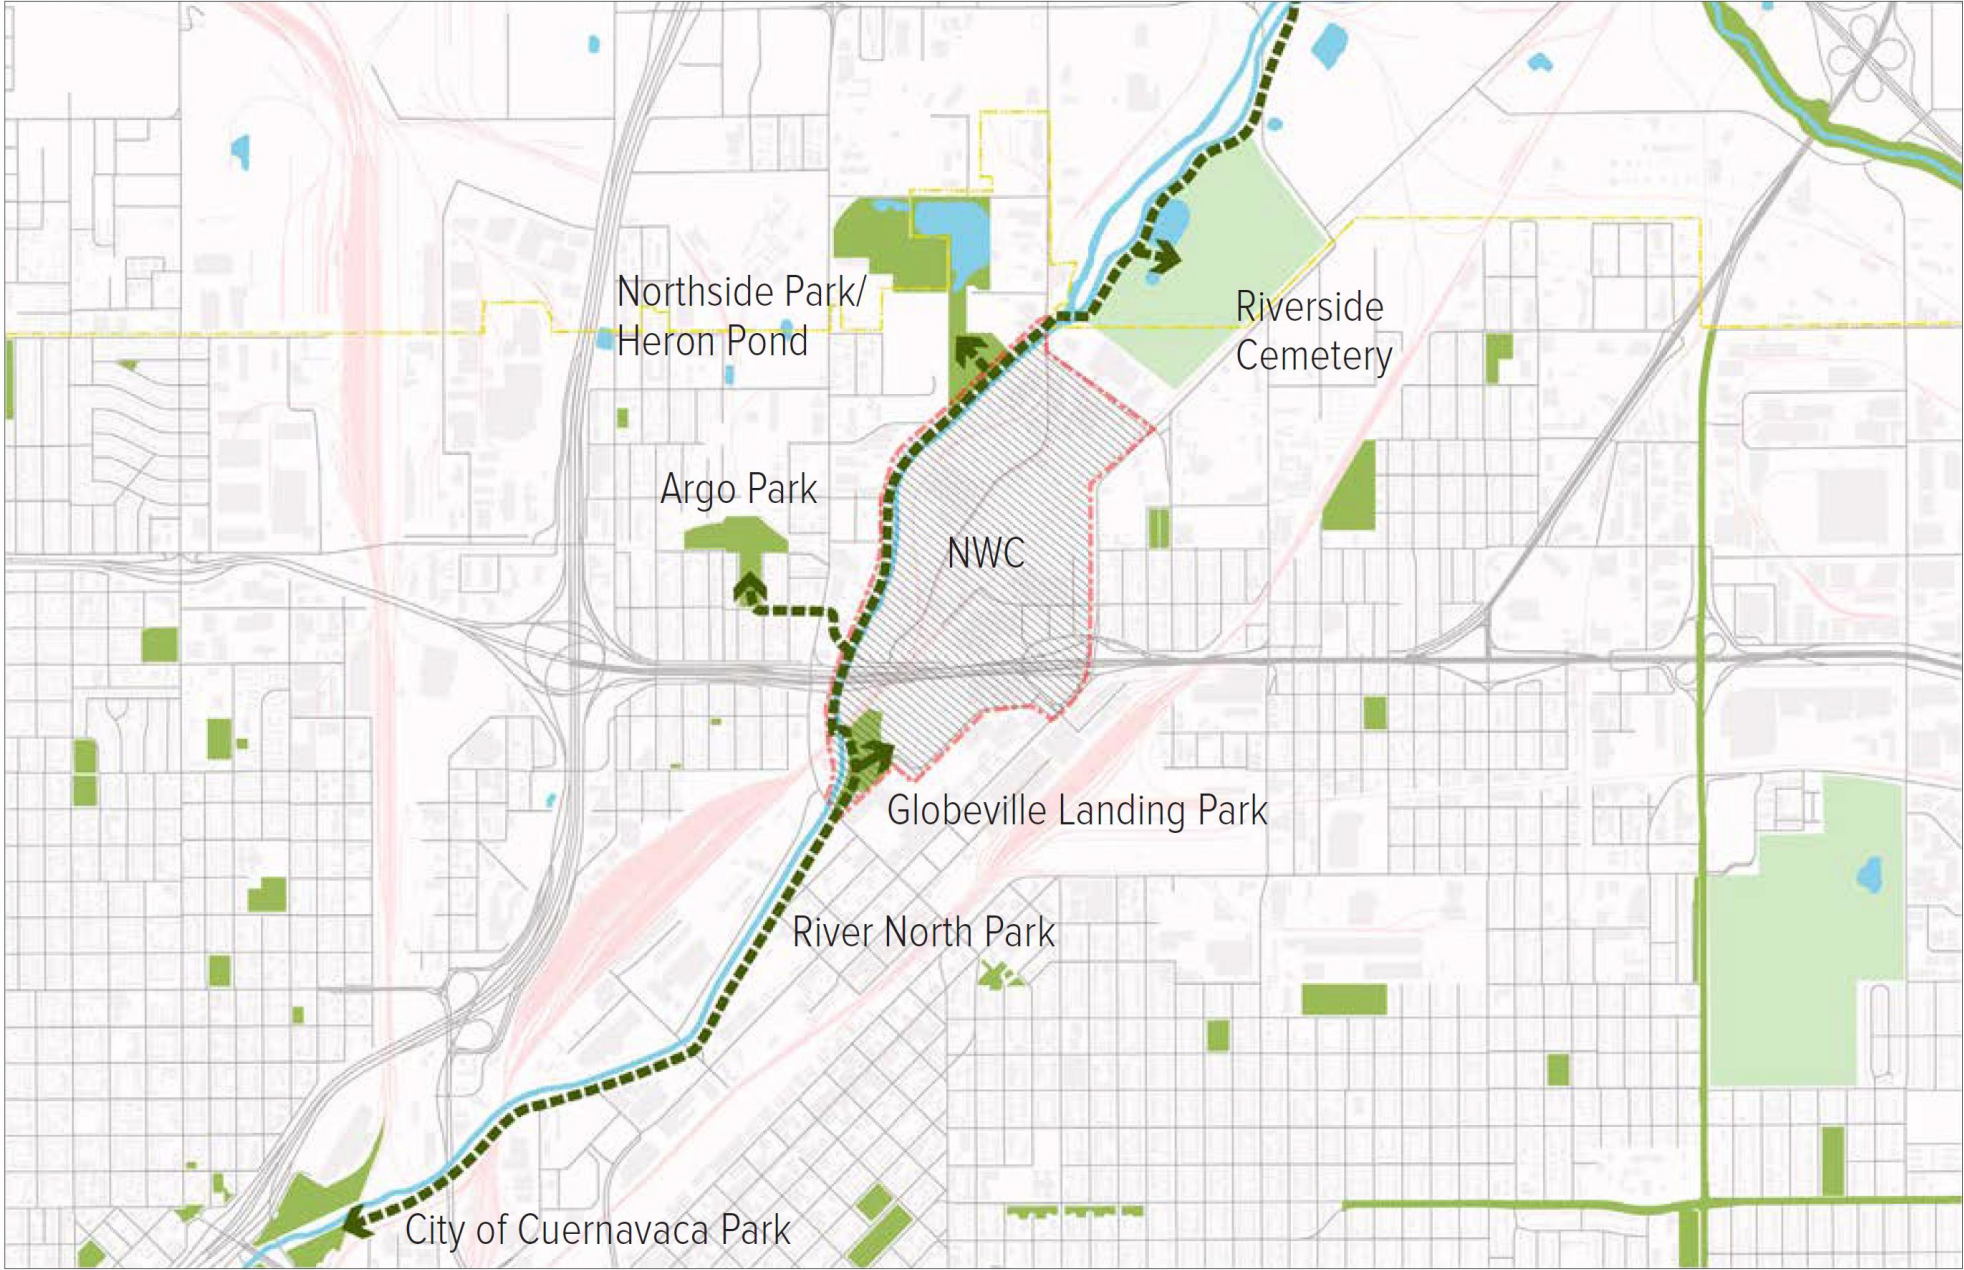 Northside Park/
Heron Pond
Riverside
Cemetery
Argo Park
NWC
Globeville Landing Park
River North Park
City of Cuernavaca Park